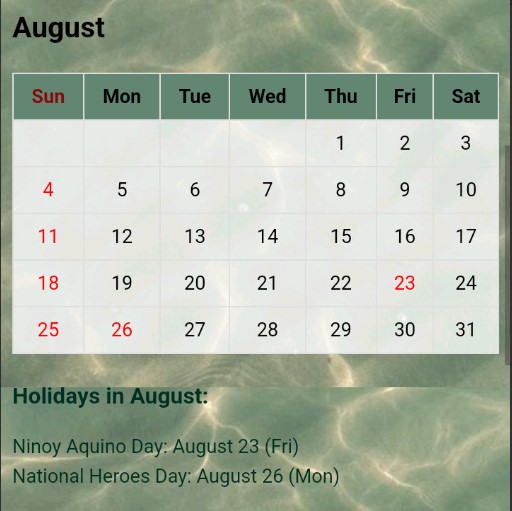 August
Sun Mon Tue Wed Thu Fri Sat
1 2 3
4 5 6 7 8 9 10
11 12 13 14 15 16 17
18 19 20 21 22 23 24
25 26 27 28 29 30 31
Holidays in August:
Ninoy Aquino Day: August 23 (Fri)
National Heroes Day: August 26 (Mon)